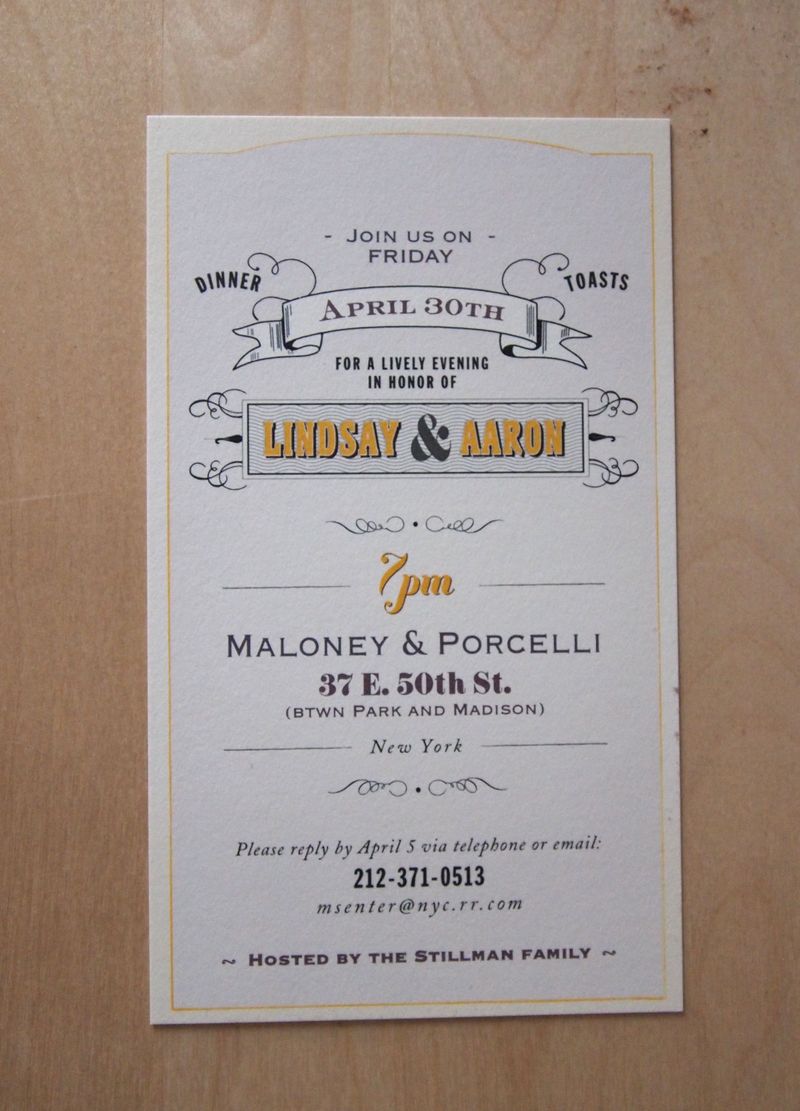 - Join us on -
Friday
Dinner
Toasts
April 30th
For a lively evening
in honor of
Lindsay & Aaron
7pm
Maloney & Porcelli
37 E. 50th St.
(btwn Park and Madison)
New York
Please reply by April 5 via telephone or email:
212-371-0513
msenter@nyc.rr.com
~ Hosted by the Stillman family ~